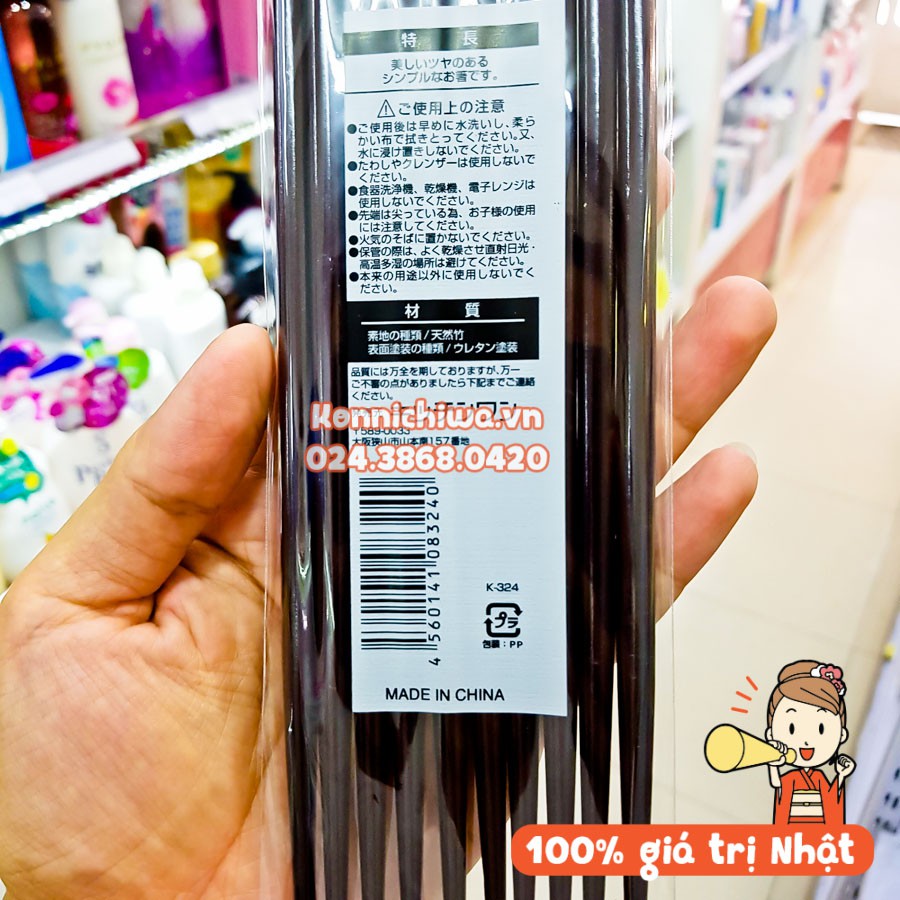 特 長
美しいツヤのある
シンプルなお箸です。
⚠ご使用上の注意
●ご使用後は早めに水洗いし、柔ら
かい布で拭きとってください。又、
水に浸け置きしないでください。
●たわしやクレンザーは使用しないで
ください。
●食器洗浄機、乾燥機、電子レンジは
使用しないでください。
●先端は尖っている為、お子様の使用
には注意してください。
●火気のそばに置かないでください。
●保管の際は、よく乾燥させ直射日光・
高温多湿の場所は避けてください。
●本来の用途以外に使用しないでく
ださい。
材 質
素地の種類/天然竹
表面塗装の種類/ウレタン塗装
品質には万全を期しておりますが、万一
ご不審の点がありましたら下記までご連絡
ください。
Konnichiwa.vn
〒589-0033
大阪狭山市山本南157番地
024.3868.0420
4 560141 083240
K-324
プラ
包装:PP
MADE IN CHINA
100% giá trị Nhật